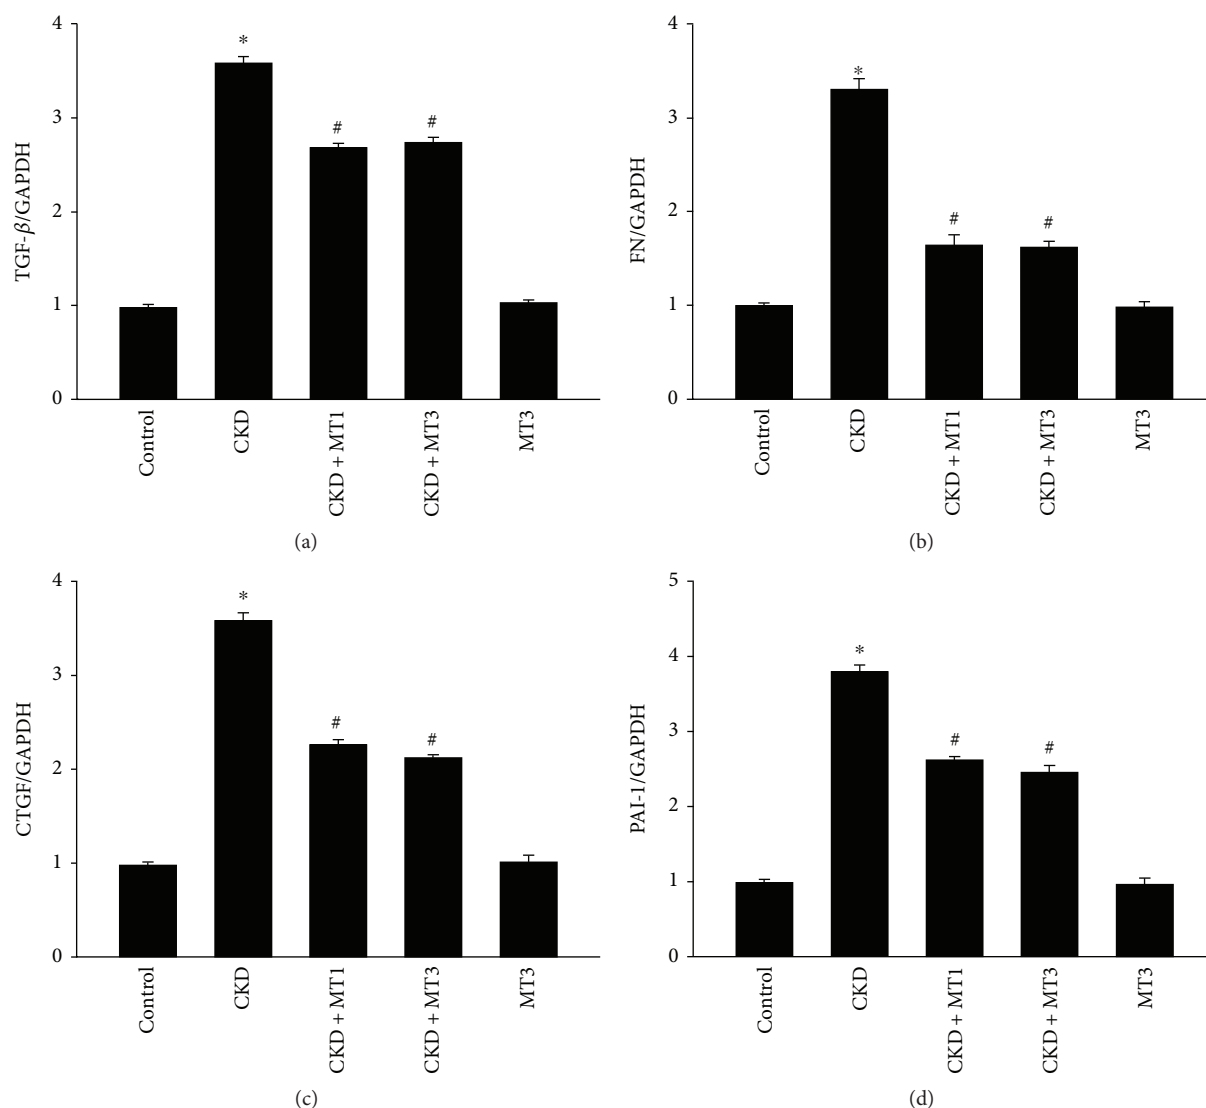 TGF-β/GAPDH
4
3
2
1
0
*
#
#
Control
CKD
CKD + MT1
CKD + MT3
MT3
(a)
FN/GAPDH
4
3
2
1
0
*
#
#
Control
CKD
CKD + MT1
CKD + MT3
MT3
(b)
CTGF/GAPDH
4
3
2
1
0
*
#
#
Control
CKD
CKD + MT1
CKD + MT3
MT3
(c)
PAI-1/GAPDH
5
4
3
2
1
0
*
#
#
Control
CKD
CKD + MT1
CKD + MT3
MT3
(d)